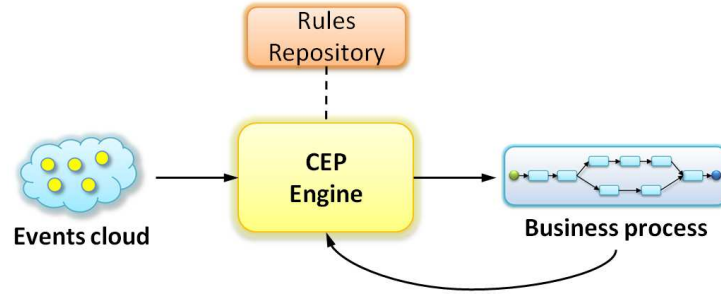 Rules
Repository
CEP
Engine
Events cloud
Business process